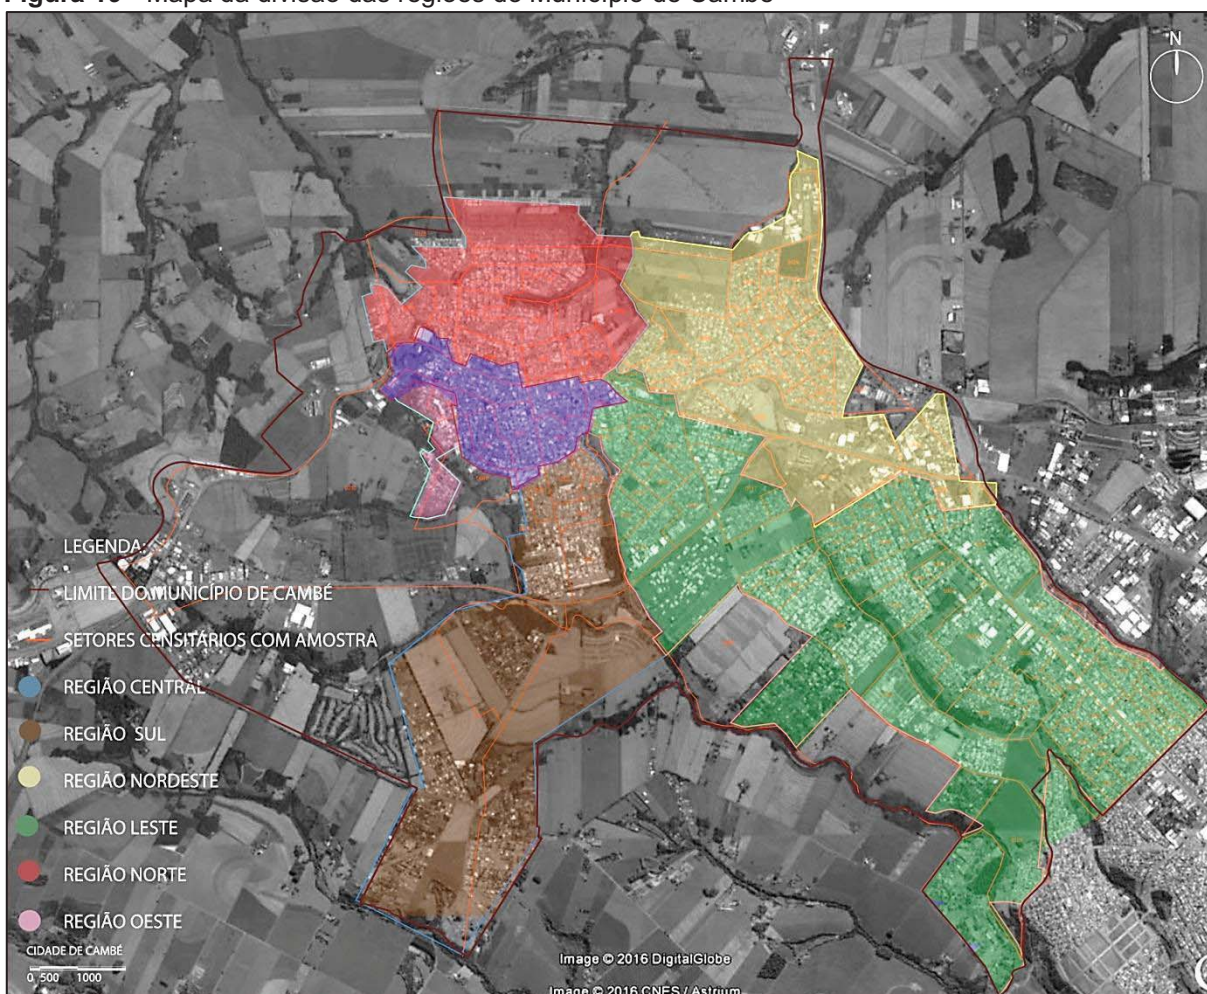 Figura 10 - Mapa da divisão das regiões do Município de Cambé
N
LEGENDA:
LIMITE DO MUNICÍPIO DE CAMBÉ
SETORES CENSITÁRIOS COM AMOSTRA
REGIÃO CENTRAL
REGIÃO SUL
REGIÃO NORDESTE
REGIÃO LESTE
REGIÃO NORTE
REGIÃO OESTE
CIDADE DE CAMBÉ
0 500 1000
Image © 2016 DigitalGlobe
Image © 2016 CNES / Astrium